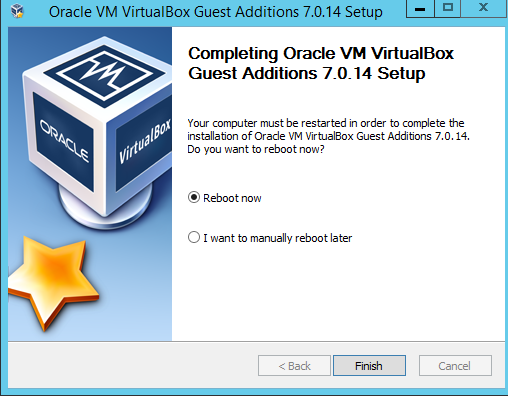 Oracle VM VirtualBox Guest Additions 7.0.14 Setup
Completing Oracle VM VirtualBox
Guest Additions 7.0.14 Setup
Your computer must be restarted in order to complete the
installation of Oracle VM VirtualBox Guest Additions 7.0.14.
Do you want to reboot now?
ORACLE
VirtualBox
Reboot now
I want to manually reboot later
< Back
Finish
Cancel